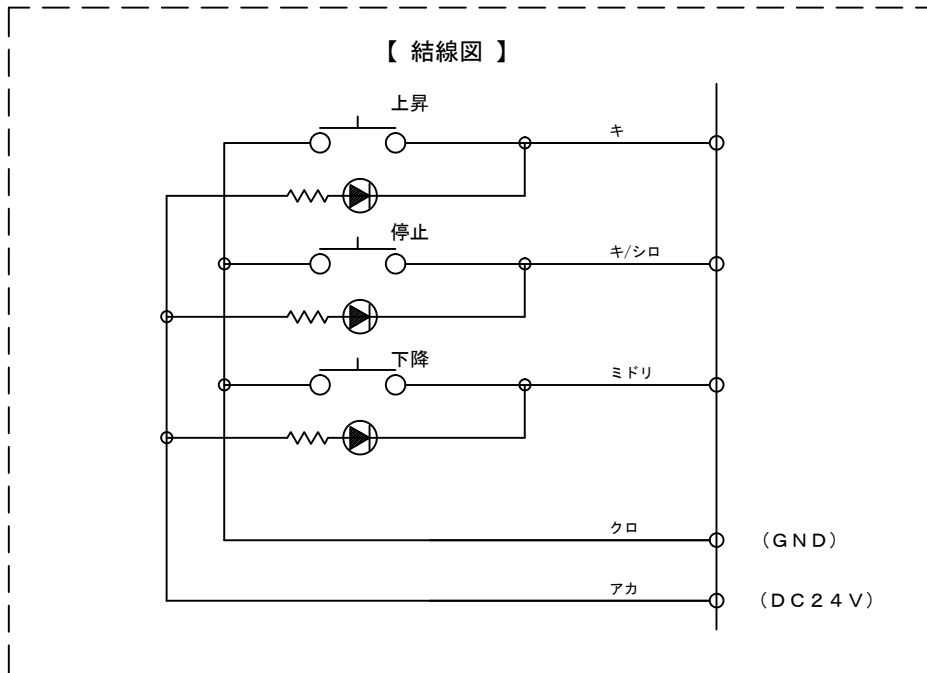 【 結線図 】
上昇
キ
停止
キ/シロ
下降
ミドリ
クロ
(GND)
アカ
(DC24V)